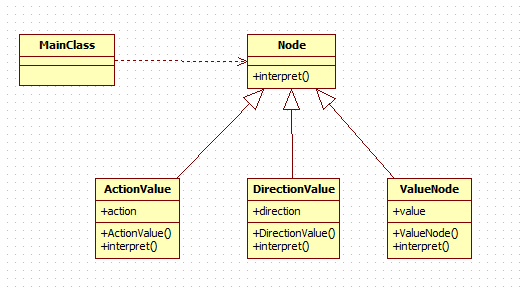 MainClass
Node
+interpret()
ActionValue
+action
+ActionValue()
+interpret()
DirectionValue
+direction
+DirectionValue()
+interpret()
ValueNode
+value
+ValueNode()
+interpret()